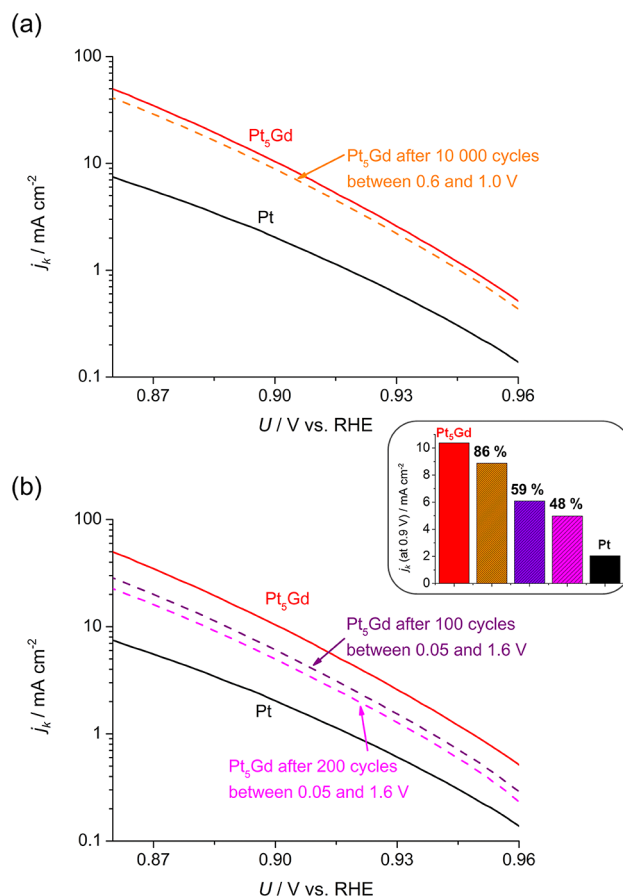 (a)
100
10
1
0.1
j_k / mA cm⁻²
Pt₅Gd
Pt₅Gd after 10 000 cycles
between 0.6 and 1.0 V
Pt
0.87
0.90
0.93
0.96
U / V vs. RHE
10
8
6
4
2
0
j_k (at 0.9 V) / mA cm⁻²
Pt₅Gd
86 %
59 %
48 %
Pt
(b)
100
10
1
0.1
j_k / mA cm⁻²
Pt₅Gd
Pt₅Gd after 100 cycles
between 0.05 and 1.6 V
Pt
Pt₅Gd after 200 cycles
between 0.05 and 1.6 V
0.87
0.90
0.93
0.96
U / V vs. RHE